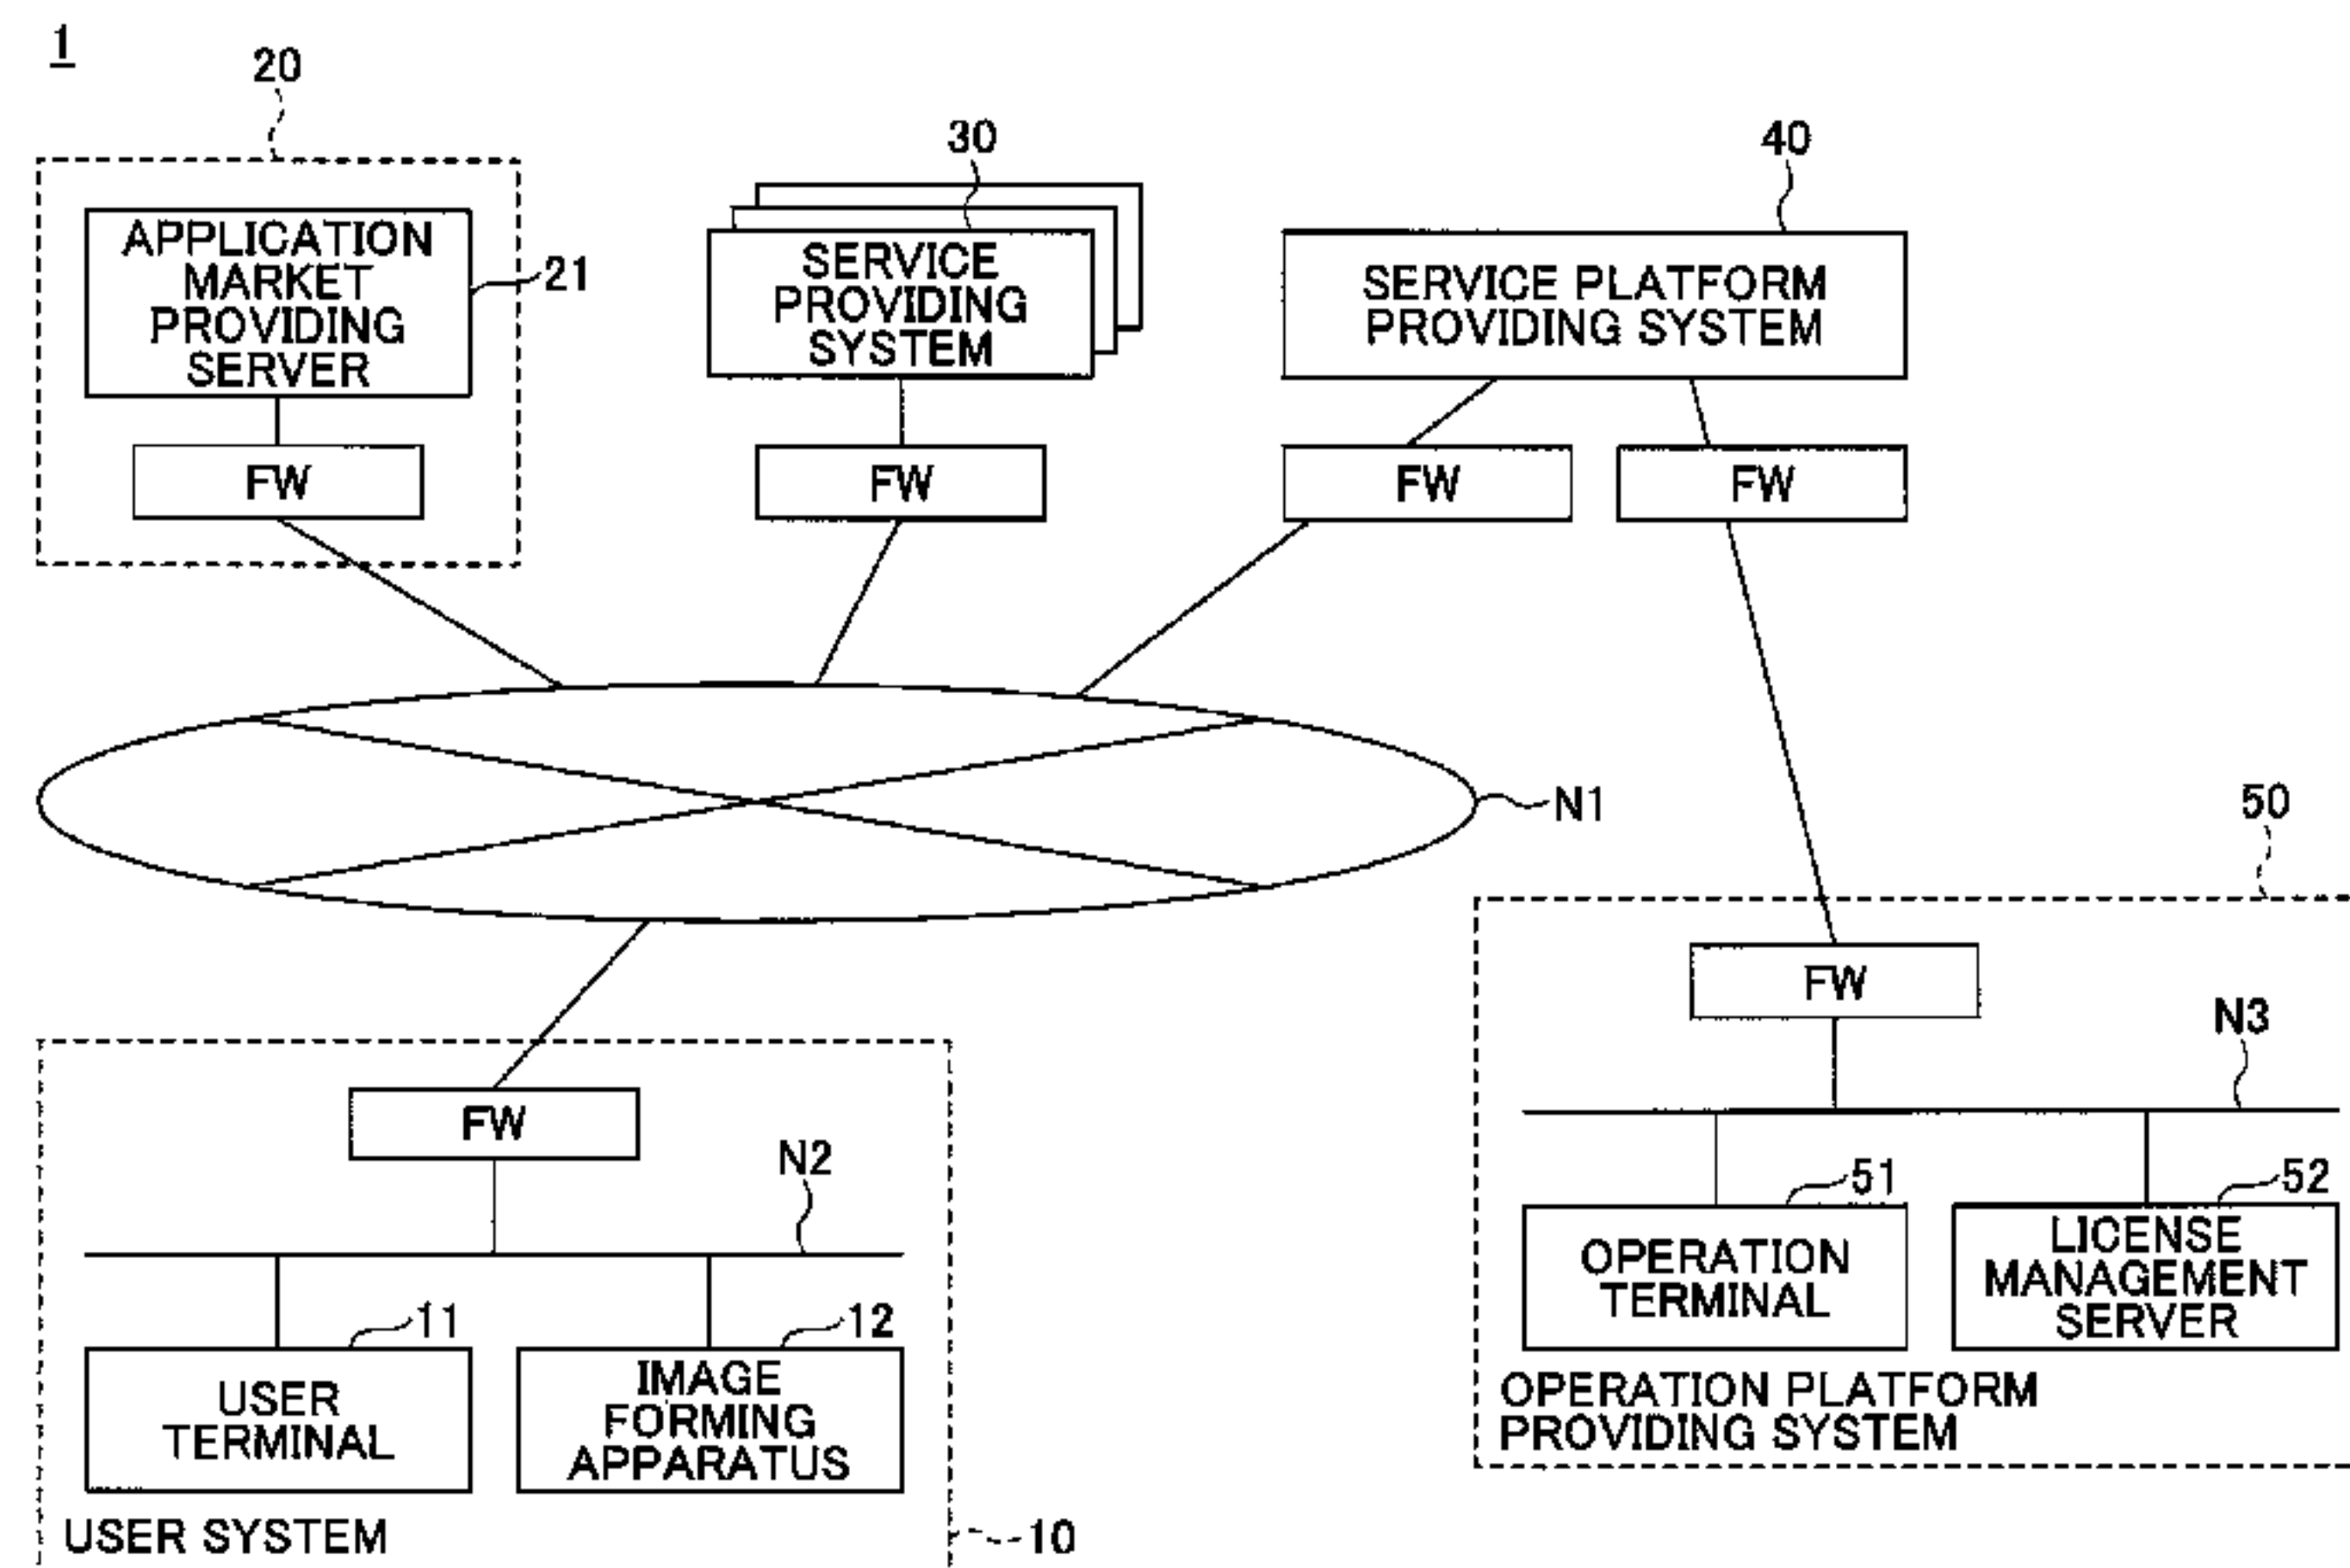 1
20
30
40
APPLICATION
MARKET
PROVIDING
SERVER
21
SERVICE
PROVIDING
SYSTEM
SERVICE PLATFORM
PROVIDING SYSTEM
FW
FW
FW
FW
N1
50
FW
N3
FW
N2
51
52
OPERATION
TERMINAL
LICENSE
MANAGEMENT
SERVER
11
12
USER
TERMINAL
IMAGE
FORMING
APPARATUS
OPERATION PLATFORM
PROVIDING SYSTEM
USER SYSTEM
10